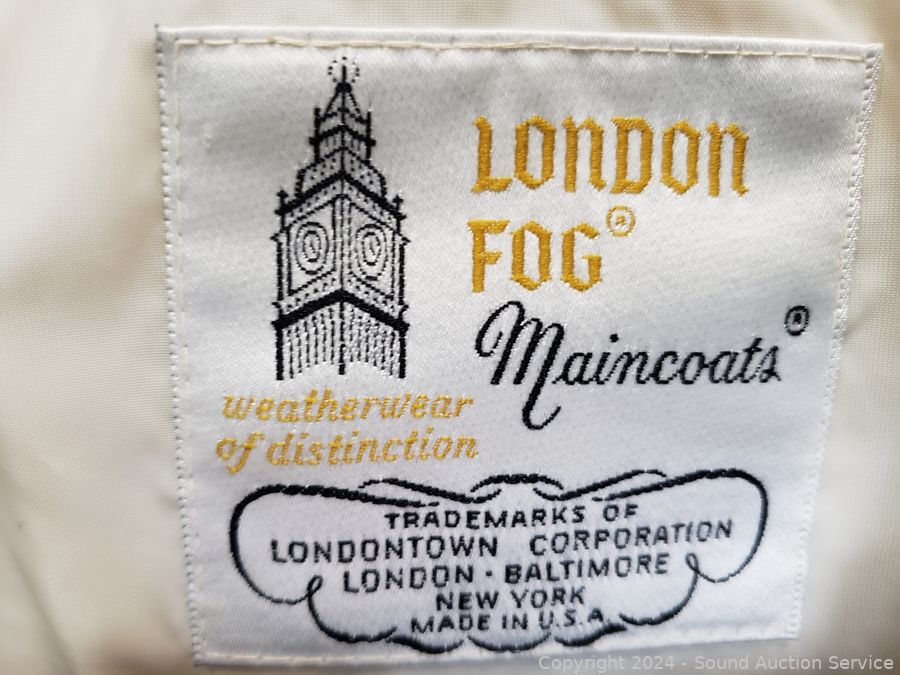 LONDON
FOG®
Maincoats®
weatherwear
of distinction
TRADEMARKS OF
LONDONTOWN CORPORATION
LONDON · BALTIMORE
NEW YORK
MADE IN U.S.A.
Copyright 2024 - Sound Auction Service